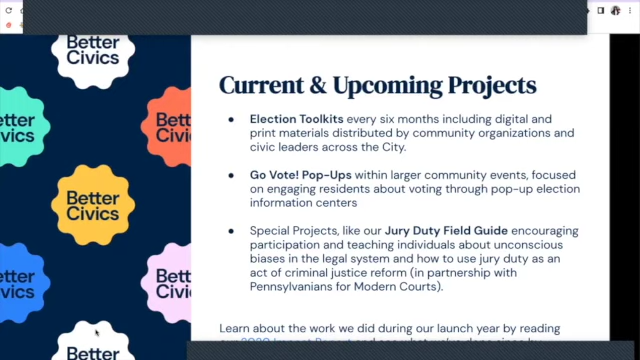 Better
Civics
Better
Civics
Better
Civics
Better
Civics
Better
Civics
Better
Civics
Better
Current & Upcoming Projects
• Election Toolkits every six months including digital and
print materials distributed by community organizations and
civic leaders across the City.
• Go Vote! Pop-Ups within larger community events, focused
on engaging residents about voting through pop-up election
information centers
• Special Projects, like our Jury Duty Field Guide encouraging
participation and teaching individuals about unconscious
biases in the legal system and how to use jury duty as an
act of criminal justice reform (in partnership with
Pennsylvanians for Modern Courts).
Learn about the work we did during our launch year by reading